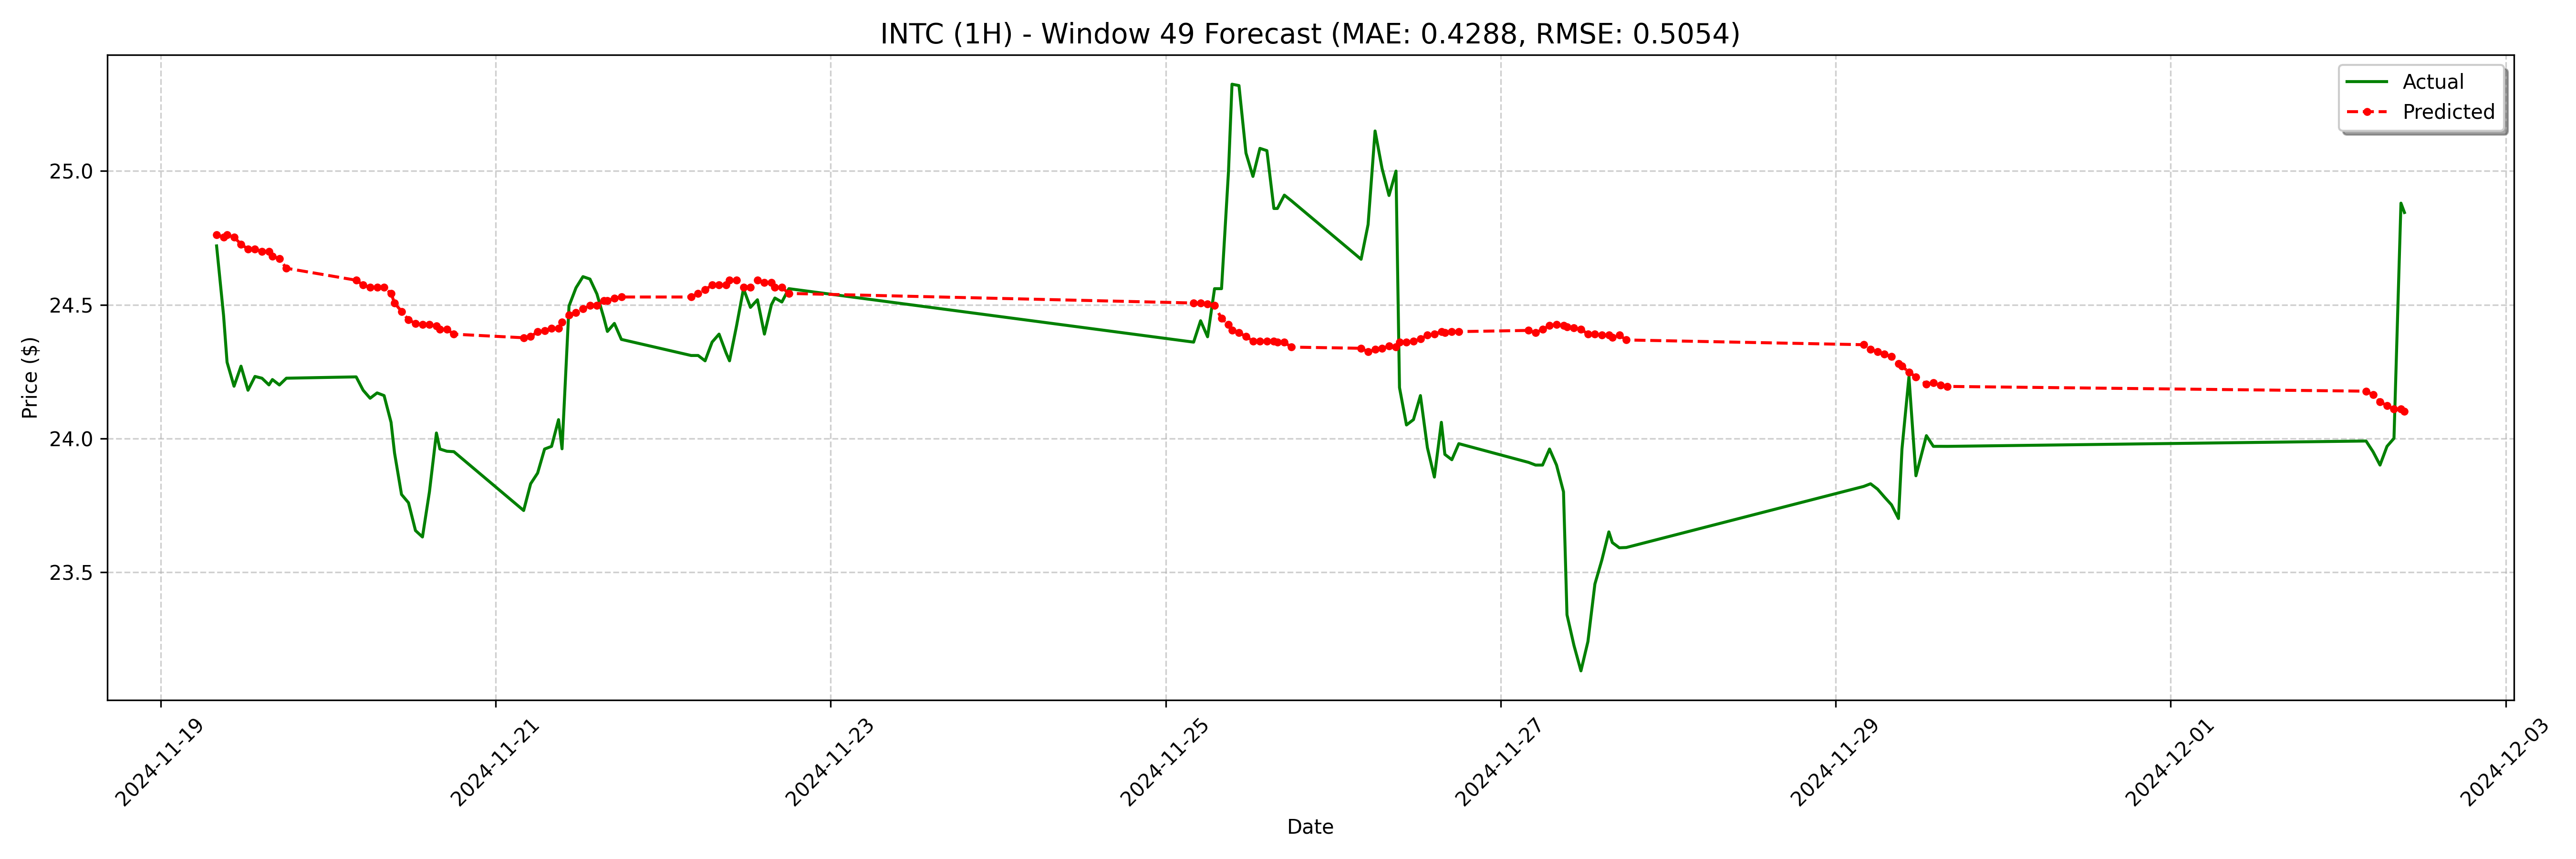 INTC (1H) - Window 49 Forecast (MAE: 0.4288, RMSE: 0.5054)
Actual
Predicted
Price ($)
25.0
24.5
24.0
23.5
2024-11-19
2024-11-21
2024-11-23
2024-11-25
2024-11-27
2024-11-29
2024-12-01
2024-12-03
Date